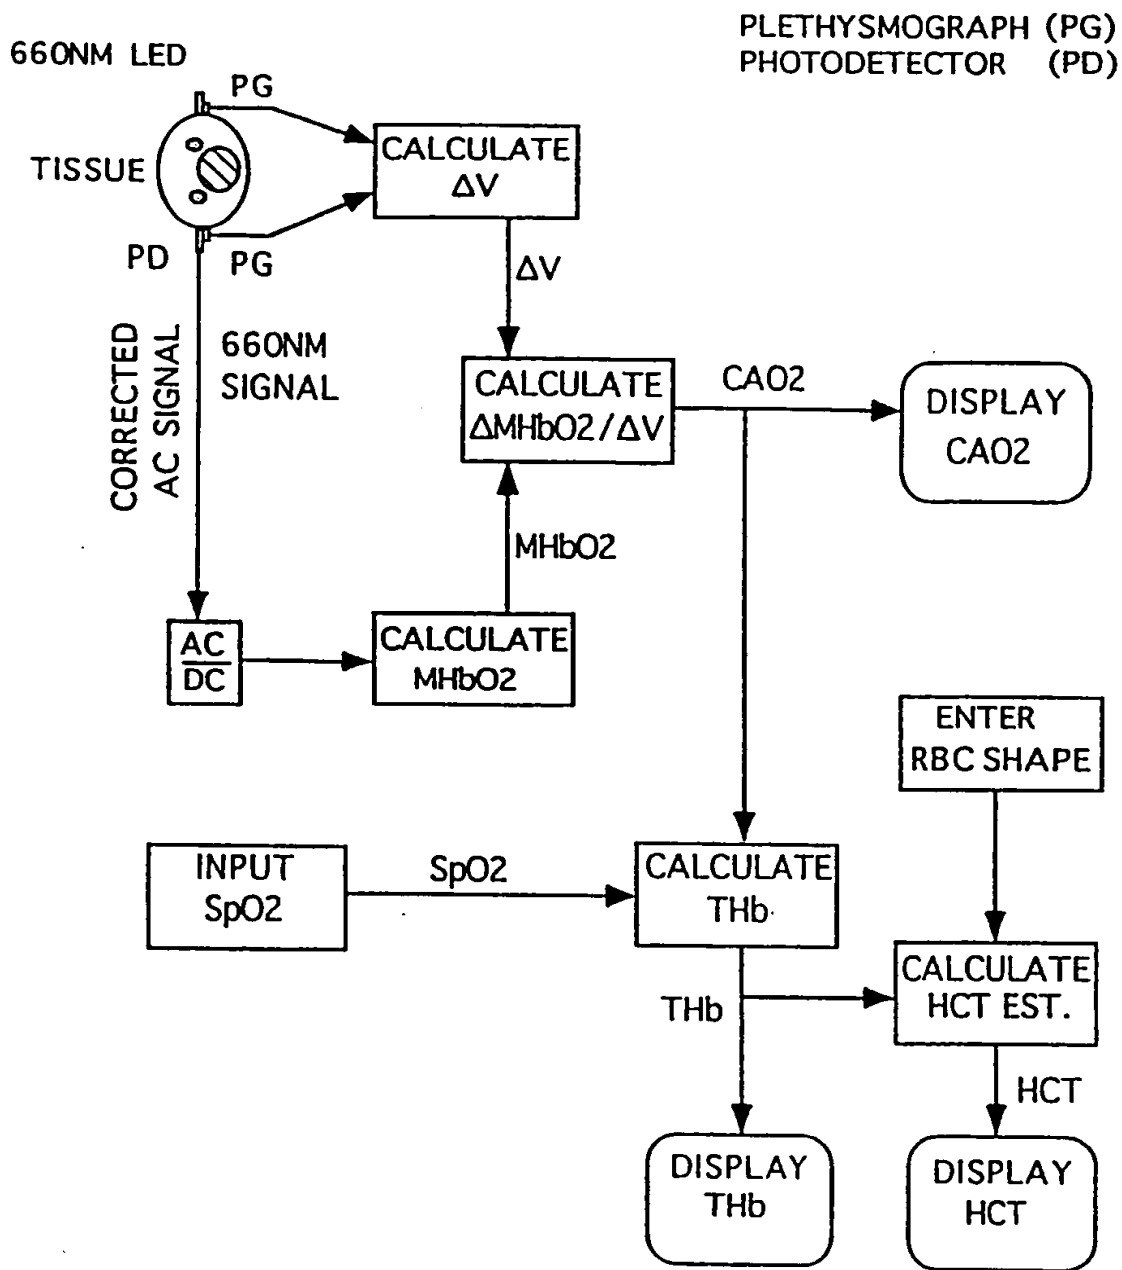 PLETHYSMOGRAPH (PG)
PHOTODETECTOR (PD)
660NM LED
PG
TISSUE
CALCULATE
ΔV
PD
PG
ΔV
CORRECTED
AC SIGNAL
660NM
SIGNAL
CALCULATE
ΔMHbO2/ΔV
CAO2
DISPLAY
CAO2
MHbO2
AC
DC
CALCULATE
MHbO2
ENTER
RBC SHAPE
INPUT
SpO2
SpO2
CALCULATE
THb
CALCULATE
HCT EST.
THb
HCT
DISPLAY
THb
DISPLAY
HCT